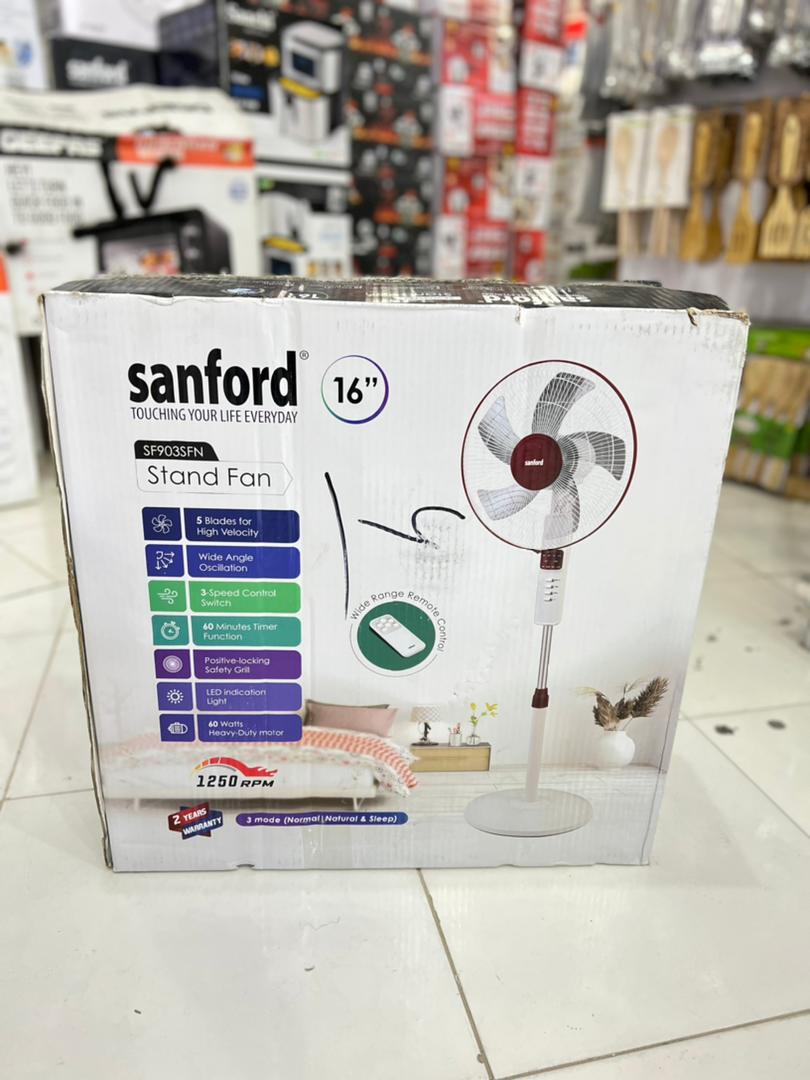 sanford
sanford
sanford®
16”
TOUCHING YOUR LIFE EVERYDAY
SF903SFN
Stand Fan
sanford
5 Blades for
High Velocity
Wide Angle
Oscillation
3-Speed Control
Switch
Wide Range Remote Control
60 Minutes Timer
Function
Positive-locking
Safety Grill
LED indication
Light
60 Watts
Heavy-Duty motor
1250 RPM
2 YEARS
WARRANTY
3 mode (Normal Natural & Sleep)